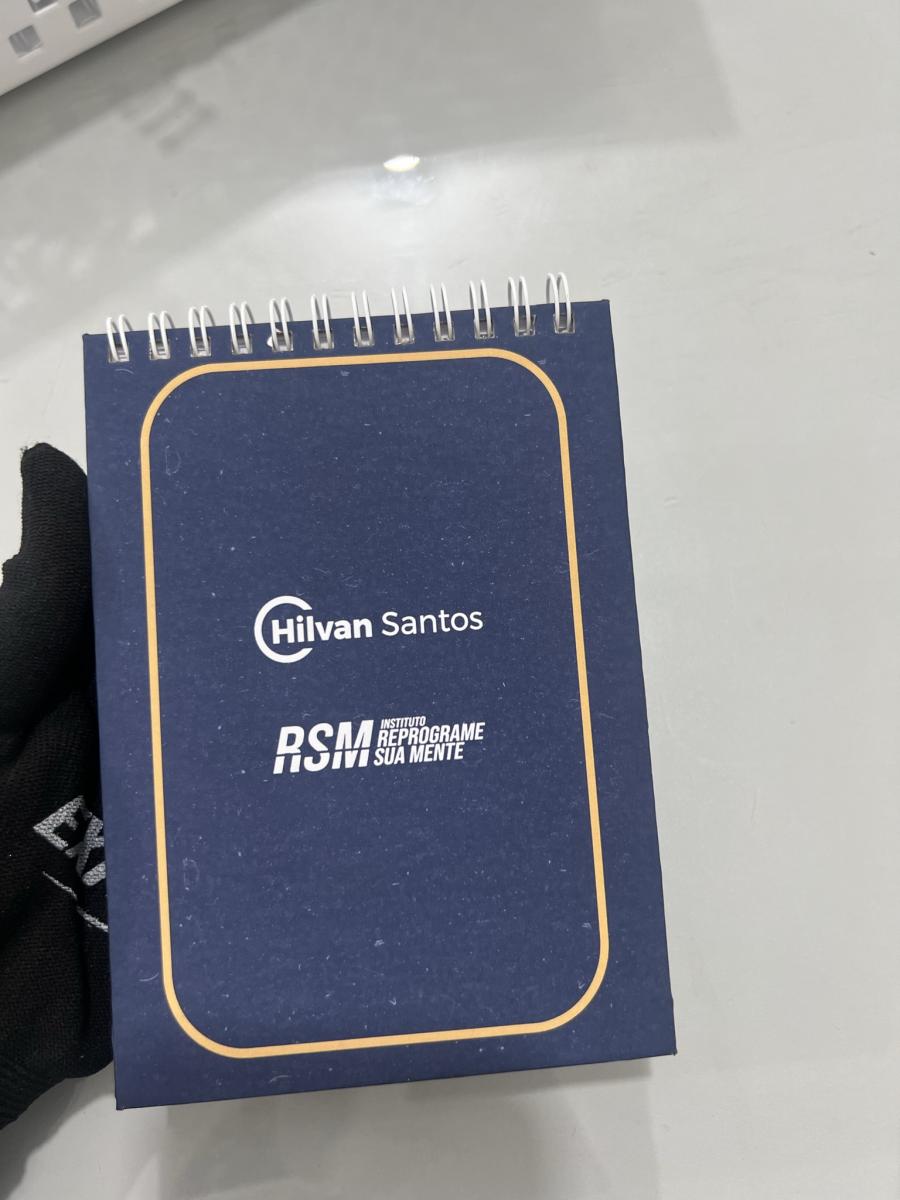 Hilvan Santos
RSM
INSTITUTO
REPROGRAME
SUA MENTE